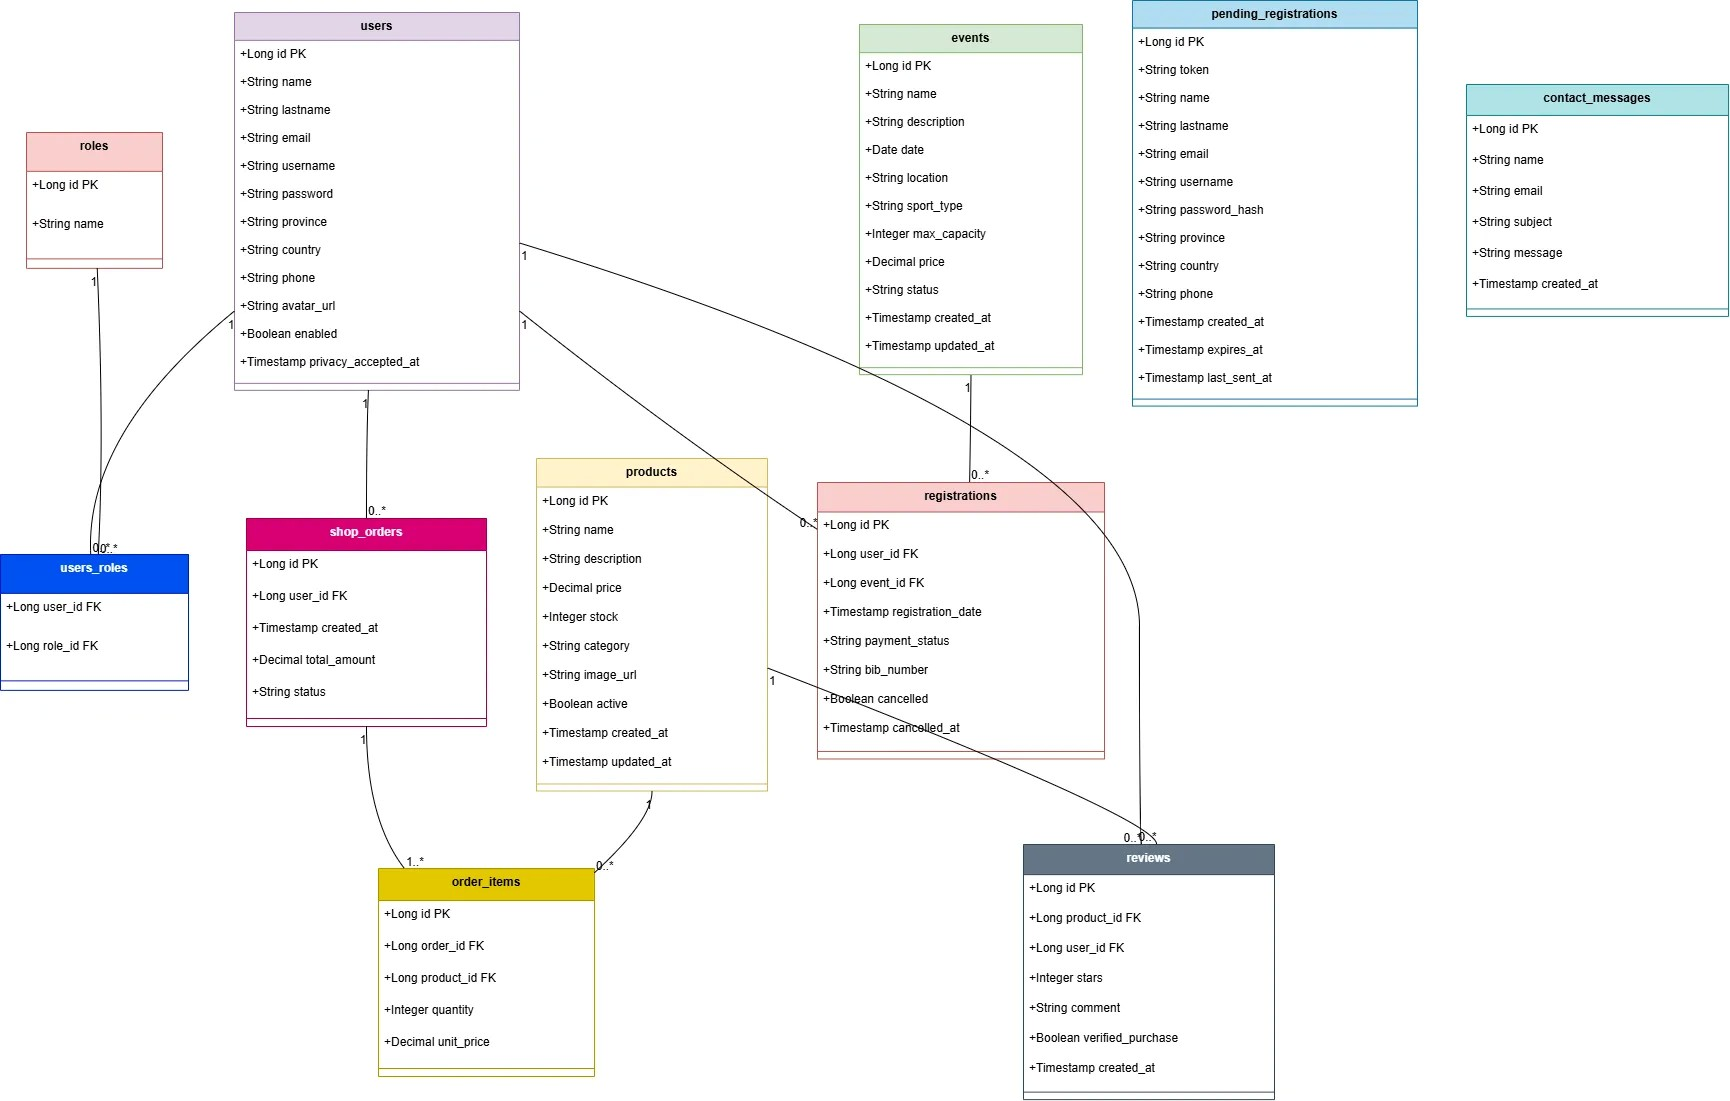 users
+Long id PK
+String name
+String lastname
+String email
+String username
+String password
+String province
+String country
+String phone
+String avatar_url
+Boolean enabled
+Timestamp privacy_accepted_at
1
1
1
1
events
+Long id PK
+String name
+String description
+Date date
+String location
+String sport_type
+Integer max_capacity
+Decimal price
+String status
+Timestamp created_at
+Timestamp updated_at
1
pending_registrations
+Long id PK
+String token
+String name
+String lastname
+String email
+String username
+String password_hash
+String province
+String country
+String phone
+Timestamp created_at
+Timestamp expires_at
+Timestamp last_sent_at
contact_messages
+Long id PK
+String name
+String email
+String subject
+String message
+Timestamp created_at
roles
+Long id PK
+String name
1
0..*
0..*
users_roles
+Long user_id FK
+Long role_id FK
0..*
shop_orders
+Long id PK
+Long user_id FK
+Timestamp created_at
+Decimal total_amount
+String status
1
products
+Long id PK
+String name
+String description
+Decimal price
+Integer stock
+String category
+String image_url
+Boolean active
+Timestamp created_at
+Timestamp updated_at
1
1
0..*
0..*
registrations
+Long id PK
+Long user_id FK
+Long event_id FK
+Timestamp registration_date
+String payment_status
+String bib_number
+Boolean cancelled
+Timestamp cancelled_at
1..*
0..*
order_items
+Long id PK
+Long order_id FK
+Long product_id FK
+Integer quantity
+Decimal unit_price
0..*
0..*
reviews
+Long id PK
+Long product_id FK
+Long user_id FK
+Integer stars
+String comment
+Boolean verified_purchase
+Timestamp created_at